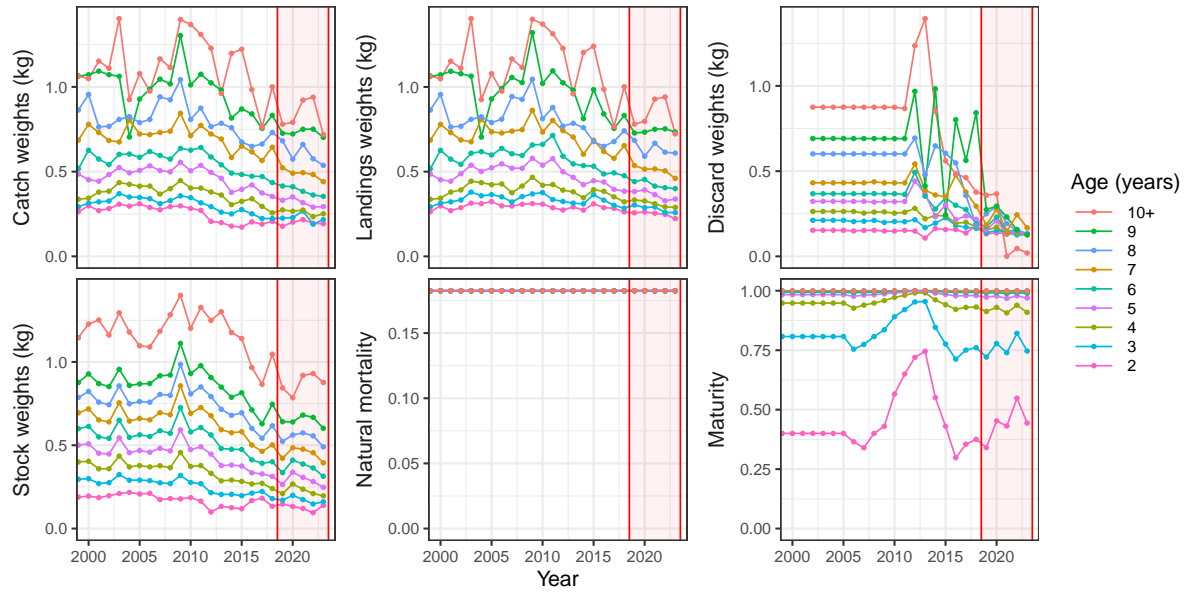 Catch weights (kg)
1.0
0.5
0.0
Landings weights (kg)
1.0
0.5
0.0
Discard weights (kg)
1.0
0.5
0.0
Stock weights (kg)
1.0
0.5
0.0
2000 2005 2010 2015 2020
Natural mortality
0.15
0.10
0.05
0.00
2000 2005 2010 2015 2020
Maturity
1.00
0.75
0.50
0.25
0.00
2000 2005 2010 2015 2020
Year
Age (years)
10+
9
8
7
6
5
4
3
2